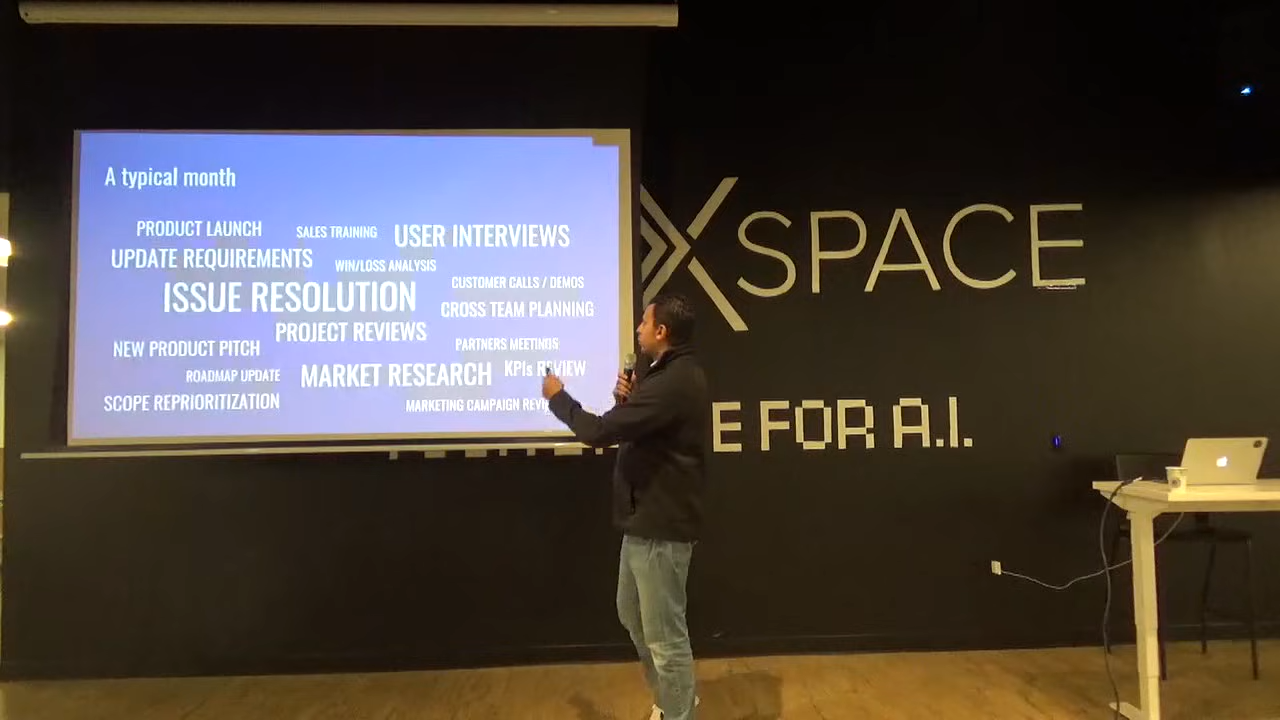 A typical month
PRODUCT LAUNCH
SALES TRAINING
USER INTERVIEWS
UPDATE REQUIREMENTS
WIN/LOSS ANALYSIS
CUSTOMER CALLS / DEMOS
ISSUE RESOLUTION
CROSS TEAM PLANNING
PROJECT REVIEWS
NEW PRODUCT PITCH
PARTNERS MEETINGS
ROADMAP UPDATE
MARKET RESEARCH
KPIs REVIEW
SCOPE REPRIORITIZATION
MARKETING CAMPAIGN
XSPACE
FOR A.I.